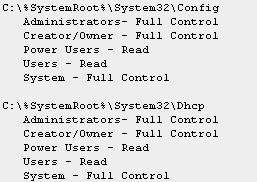 C:\%SystemRoot%\System32\Config
Administrators- Full Control
Creator/Owner - Full Control
Power Users - Read
Users - Read
System - Full Control
C:\%SystemRoot%\System32\Dhcp
Administrators- Full Control
Creator/Owner - Full Control
Power Users - Read
Users - Read
System - Full Control